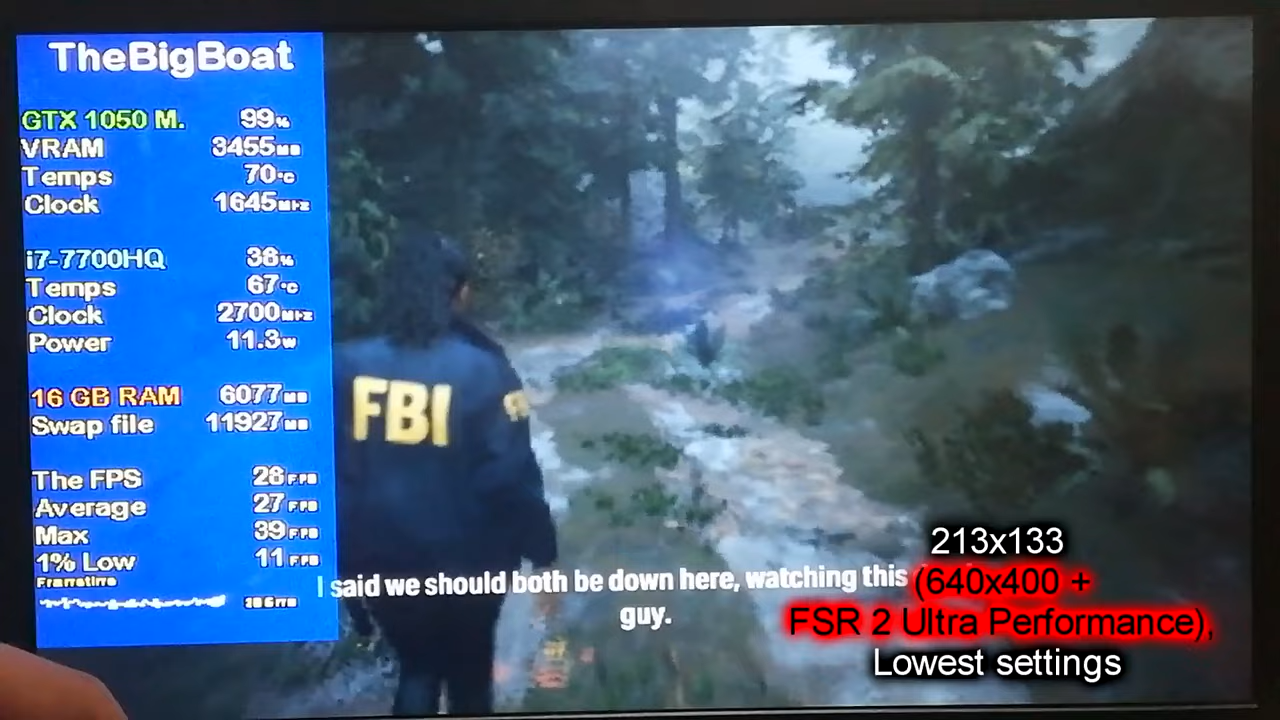 TheBigBoat
GTX 1050 M. 99%
VRAM 3455MB
Temps 70°C
Clock 1645MHz
i7-7700HQ 38%
Temps 67°C
Clock 2700MHz
Power 11.3W
16 GB RAM 6077MB
Swap file 11927MB
The FPS 28FPS
Average 27FPS
Max 39FPS
1% Low 11FPS
Frametime
FBI
I said we should both be down here, watching this
guy.
213x133
(640x400 +
FSR 2 Ultra Performance),
Lowest settings